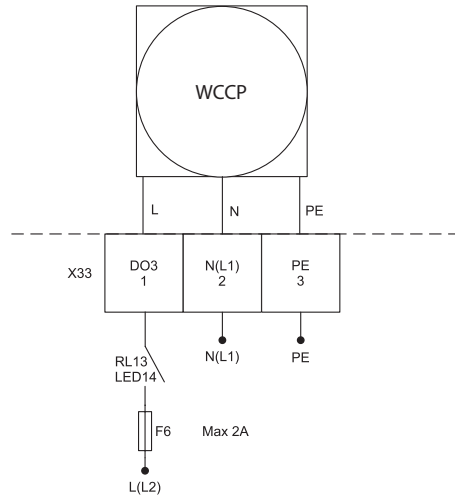 WCCP
L N PE
X33
DO3 N(L1) PE
1 2 3
N(L1) PE
RL13
LED14
F6 Max 2A
L(L2)